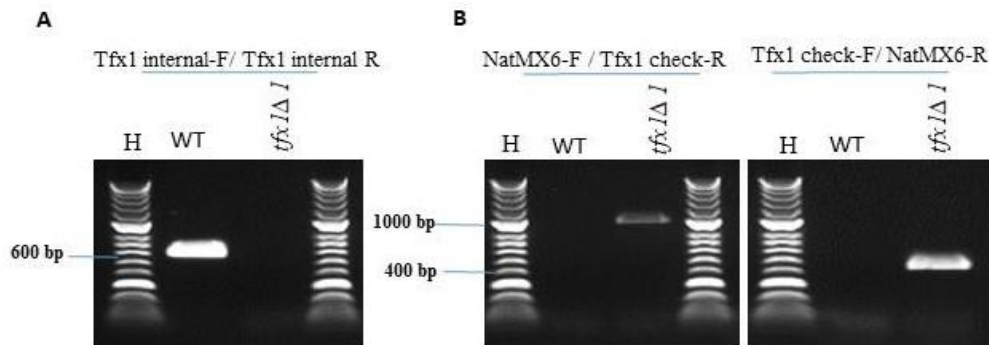 A
B
Tfx1 internal-F/ Tfx1 internal R
NatMX6-F / Tfx1 check-R
Tfx1 check-F/ NatMX6-R
H
WT
tfx1Δ 1
H
WT
tfx1Δ 1
H
WT
tfx1Δ 1
600 bp
1000 bp
400 bp